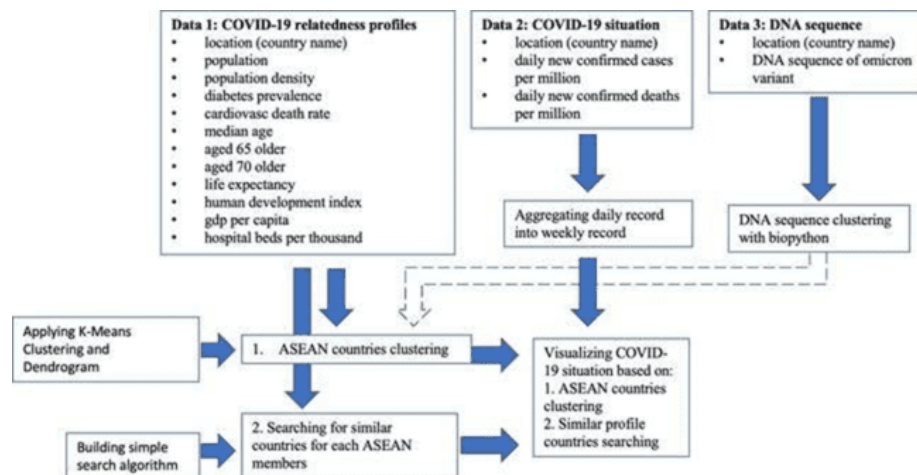 Data 1: COVID-19 relatedness profiles
• location (country name)
• population
• population density
• diabetes prevalence
• cardiovasc death rate
• median age
• aged 65 older
• aged 70 older
• life expectancy
• human development index
• gdp per capita
• hospital beds per thousand
Data 2: COVID-19 situation
• location (country name)
• daily new confirmed cases
per million
• daily new confirmed deaths
per million
Data 3: DNA sequence
• location (country name)
• DNA sequence of omicron
variant
Aggregating daily record
into weekly record
DNA sequence clustering
with biopython
Applying K-Means
Clustering and
Dendrogram
1. ASEAN countries clustering
Visualizing COVID-
19 situation based on:
1. ASEAN countries
clustering
2. Similar profile
countries searching
Building simple
search algorithm
2. Searching for similar
countries for each ASEAN
members